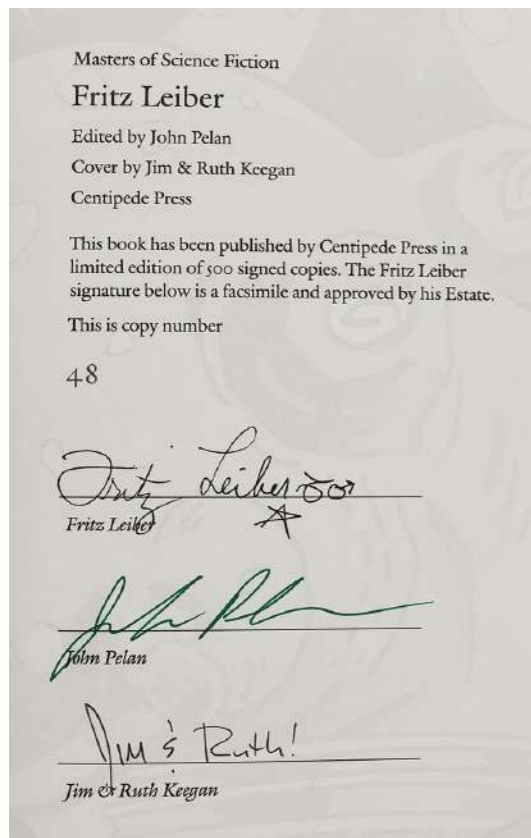 Masters of Science Fiction
Fritz Leiber
Edited by John Pelan
Cover by Jim & Ruth Keegan
Centipede Press
This book has been published by Centipede Press in a
limited edition of 500 signed copies. The Fritz Leiber
signature below is a facsimile and approved by his Estate.
This is copy number
48
Fritz Leiber
Fritz Leiber
John Pelan
John Pelan
Jim & Ruth!
Jim & Ruth Keegan